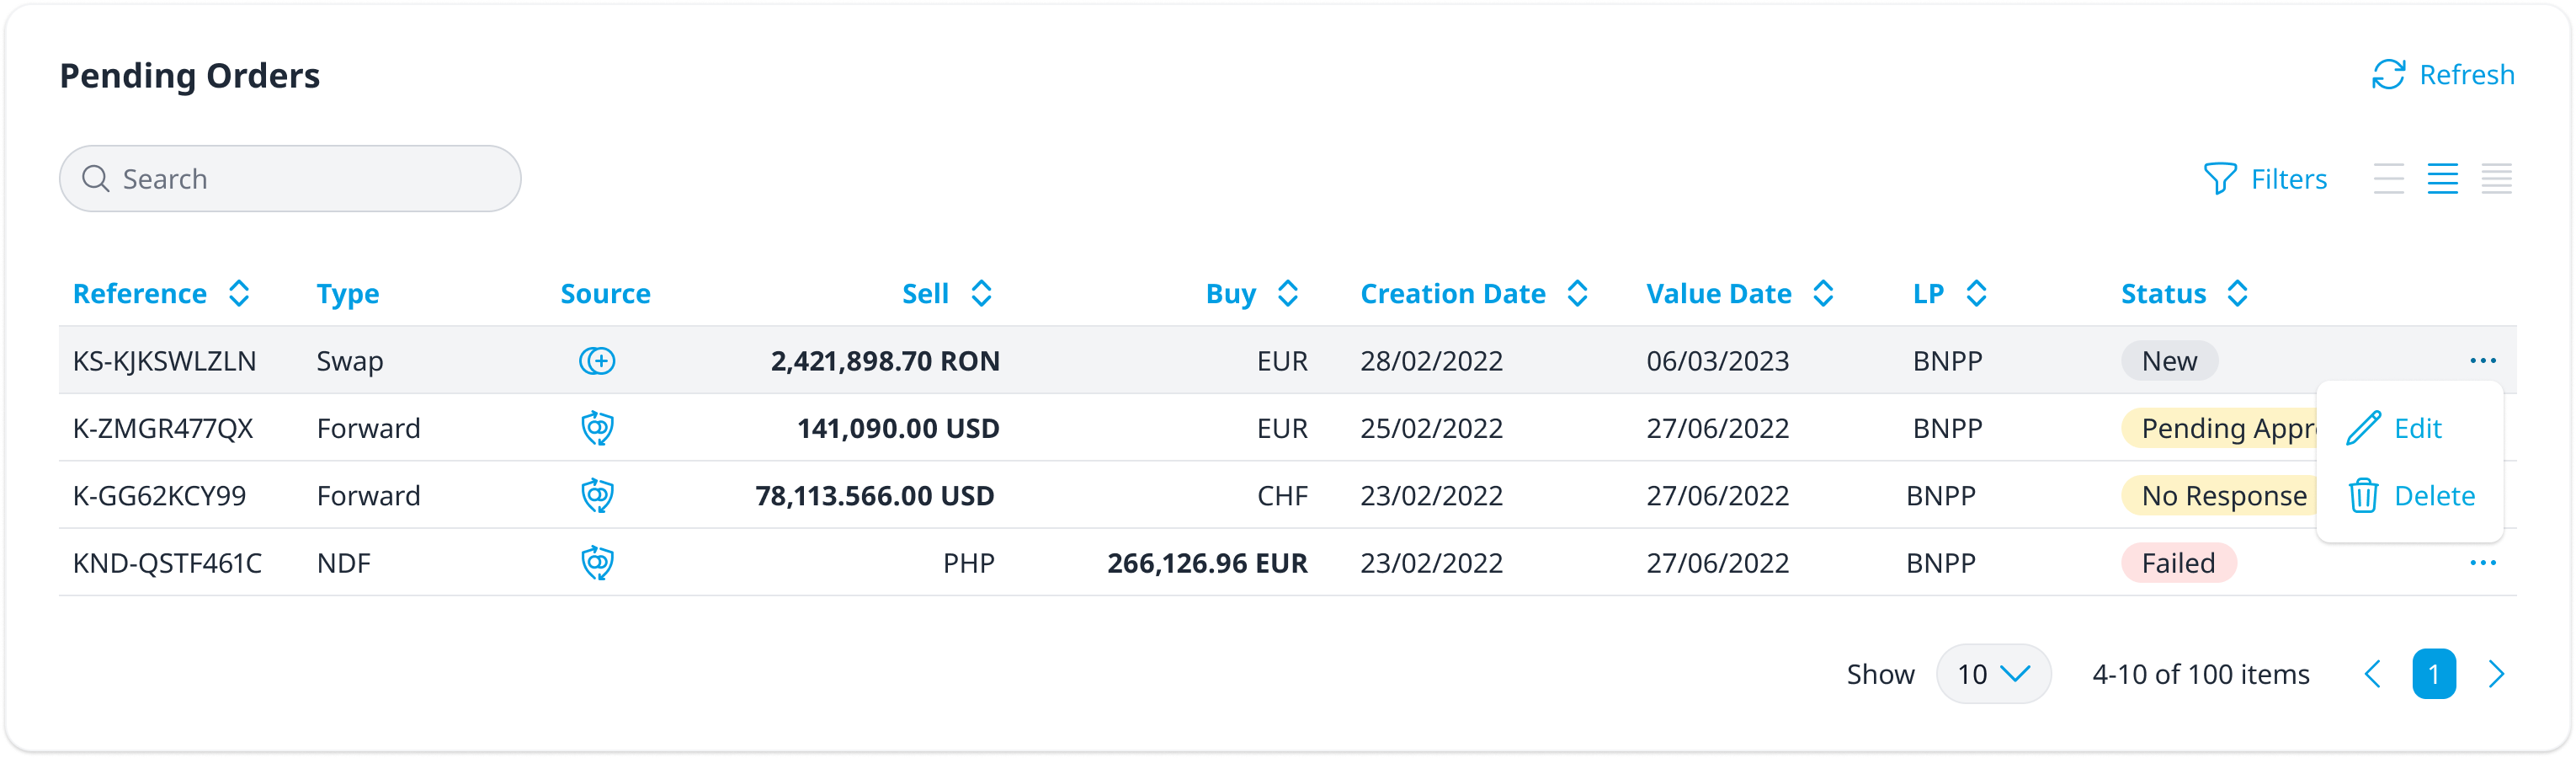 Pending Orders
Refresh
Search
Filters
Reference Type Source Sell Buy Creation Date Value Date LP Status
KS-KJKSWLZLN Swap 2,421,898.70 RON EUR 28/02/2022 06/03/2023 BNPP New ...
K-ZMGR477QX Forward 141,090.00 USD EUR 25/02/2022 27/06/2022 BNPP Pending Edit
K-GG62KCY99 Forward 78,113.566.00 USD CHF 23/02/2022 27/06/2022 BNPP No Response Delete
KND-QSTF461C NDF PHP 266,126.96 EUR 23/02/2022 27/06/2022 BNPP Failed ...
Show 10 4-10 of 100 items 1